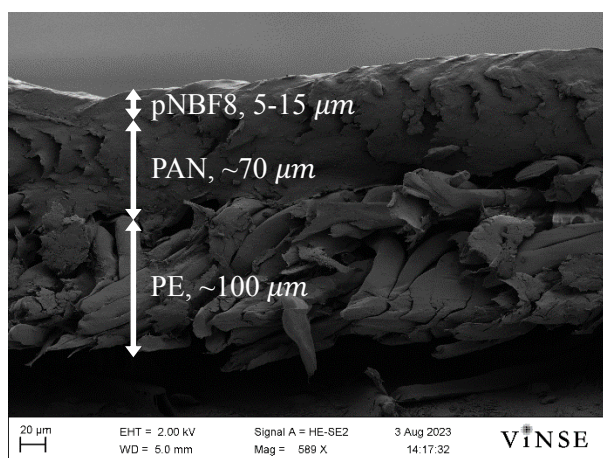 pNBF8, 5-15 μm
PAN, ~70 μm
PE, ~100 μm
20 μm
EHT = 2.00 kV
Signal A = HE-SE2
3 Aug 2023
WD = 5.0 mm
Mag = 589 X
14:17:32
ViNSE